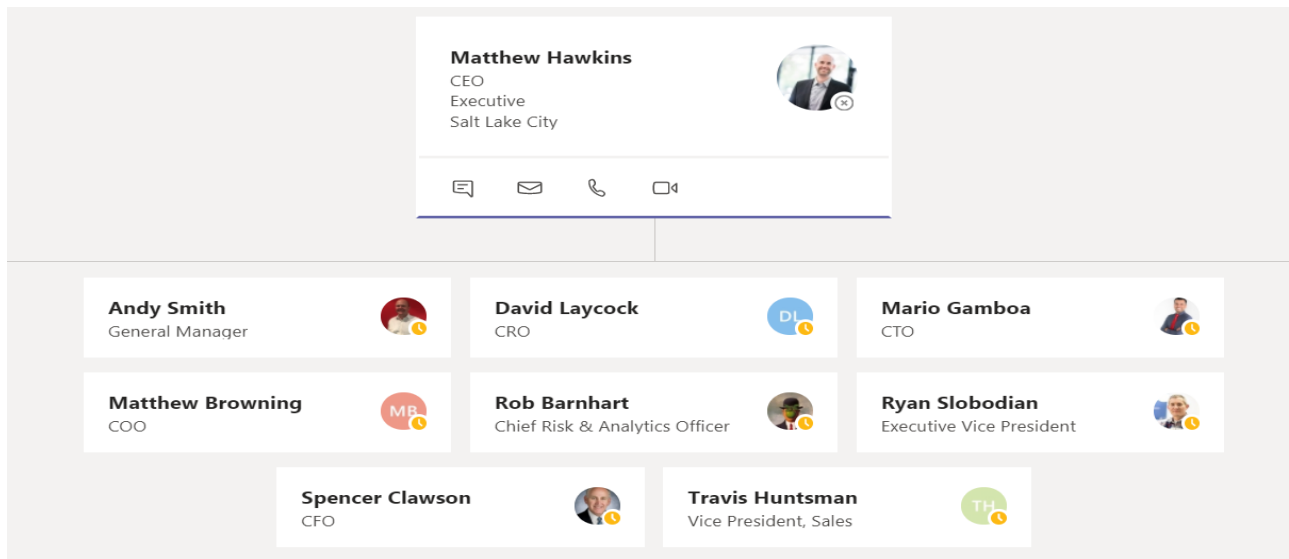 Matthew Hawkins
CEO
Executive
Salt Lake City
Andy Smith
General Manager
David Laycock
CRO
DL
Mario Gamboa
CTO
Matthew Browning
COO
MB
Rob Barnhart
Chief Risk & Analytics Officer
Ryan Slobodian
Executive Vice President
Spencer Clawson
CFO
Travis Huntsman
Vice President, Sales
TH